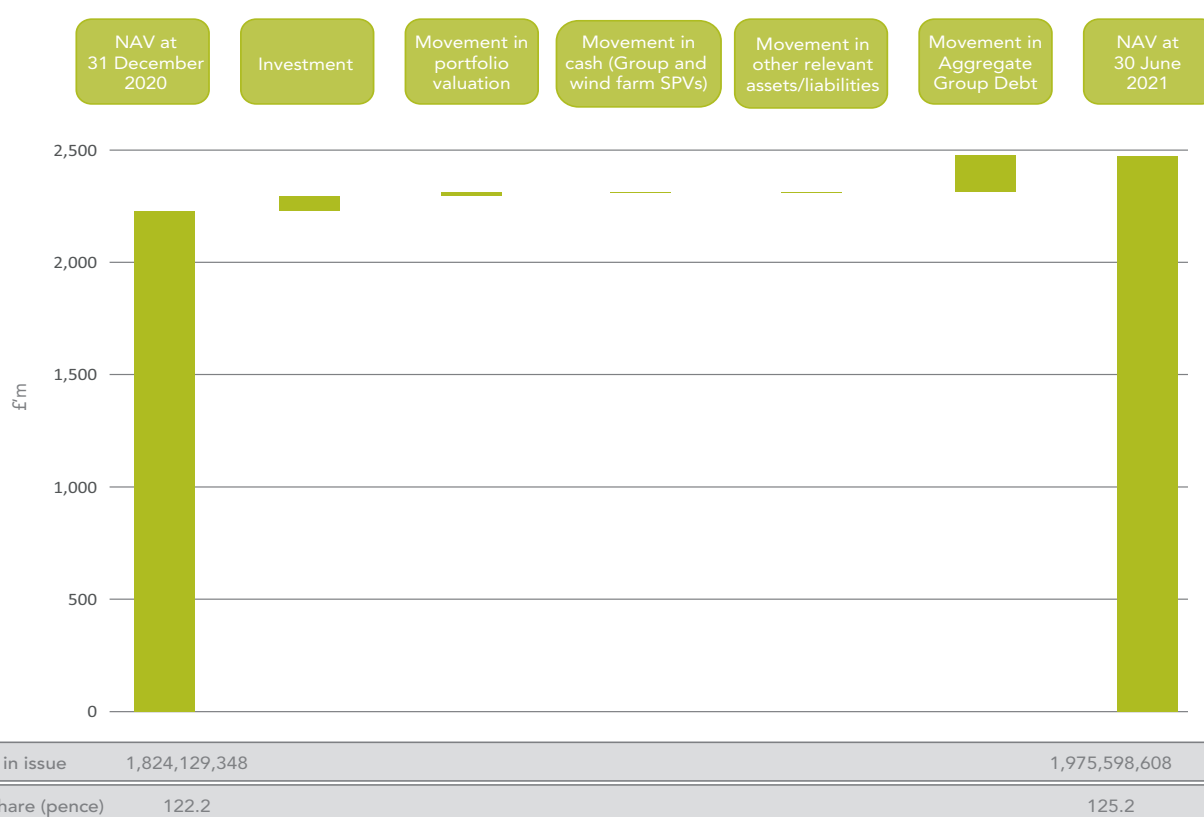 NAV at
31 December
2020
Investment
Movement in
portfolio
valuation
Movement in
cash (Group and
wind farm SPVs)
Movement in
other relevant
assets/liabilities
Movement in
Aggregate
Group Debt
NAV at
30 June
2021
2,500
2,000
1,500
1,000
500
0
£'m
in issue 1,824,129,348 1,975,598,608
(pence) 122.2 125.2